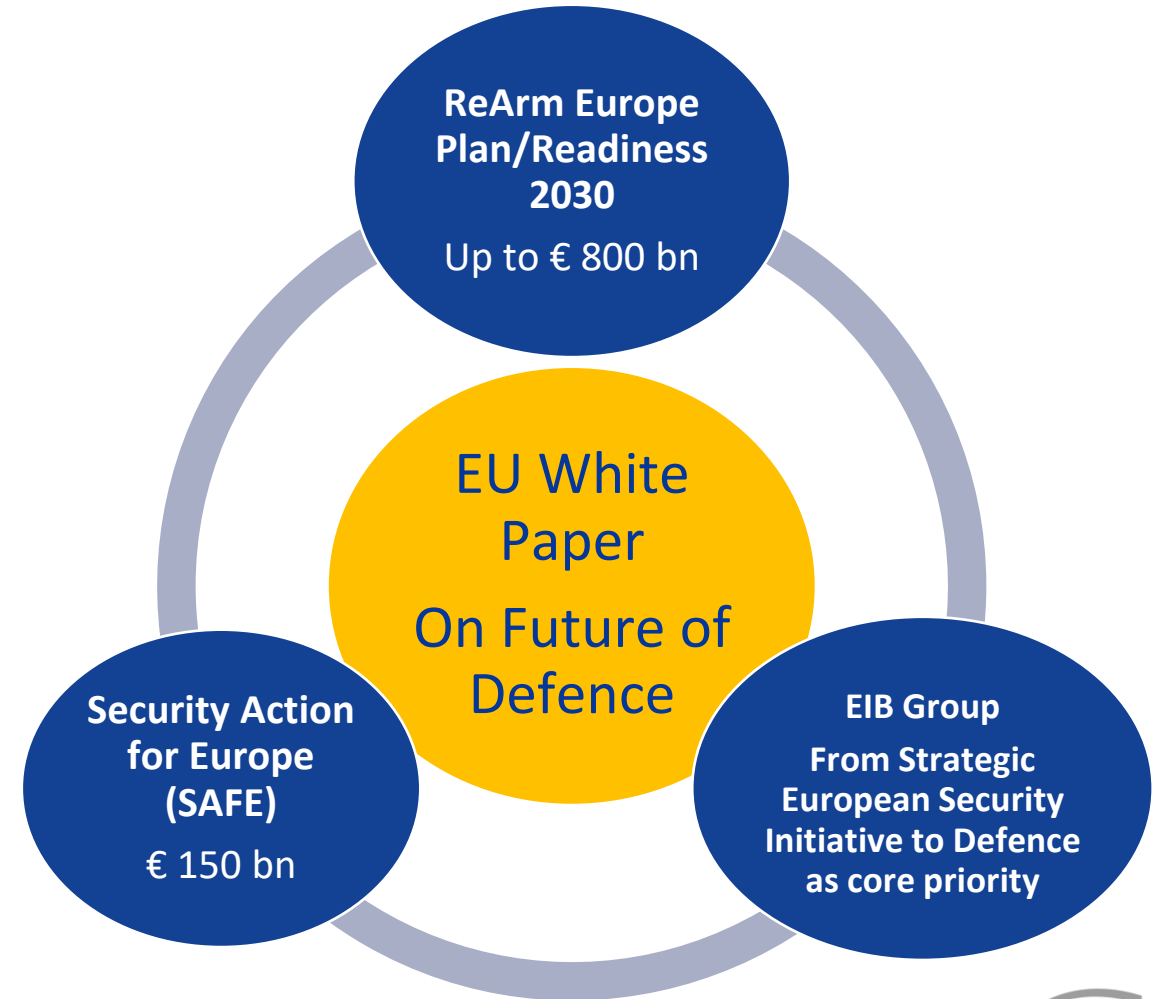 ReArm Europe
Plan/Readiness
2030
Up to € 800 bn
EU White
Paper
On Future of
Defence
Security Action
for Europe
(SAFE)
€ 150 bn
EIB Group
From Strategic
European Security
Initiative to Defence
as core priority